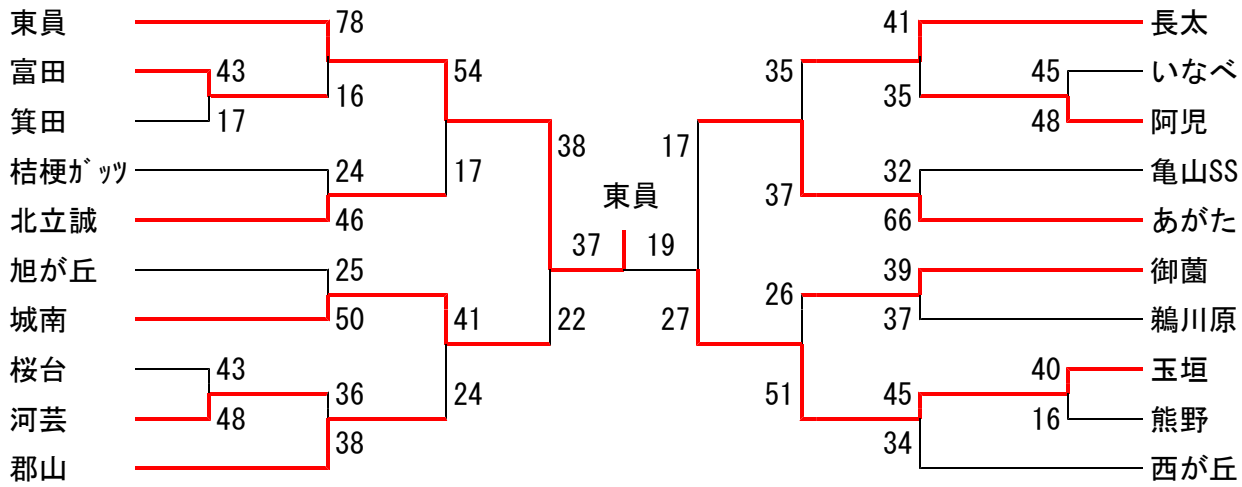 東員 78 41 長太
富田 43 54 35 45 いなべ
16 35
箕田 17 48 阿児
桔梗ｶﾞｯﾂ 24 17 38 17 32 亀山SS
東員 37
北立誠 46 66 あがた
37 19
旭が丘 25 39 御薗
26
城南 50 41 22 27 37 鵜川原
桜台 43 40 玉垣
36 24 51 45
河芸 48 16 熊野
38 34
郡山 西が丘